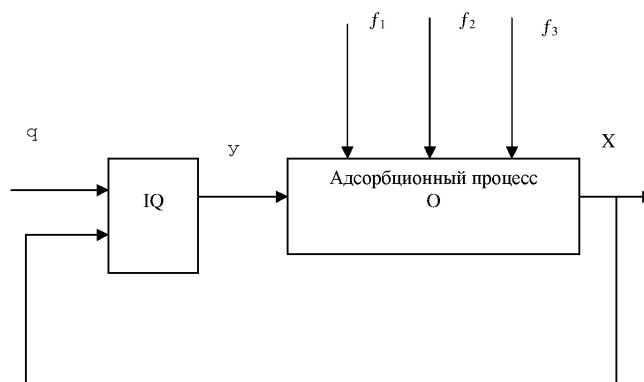 f1 f2 f3
q
y
X
IQ
Адсорбционный процесс
О